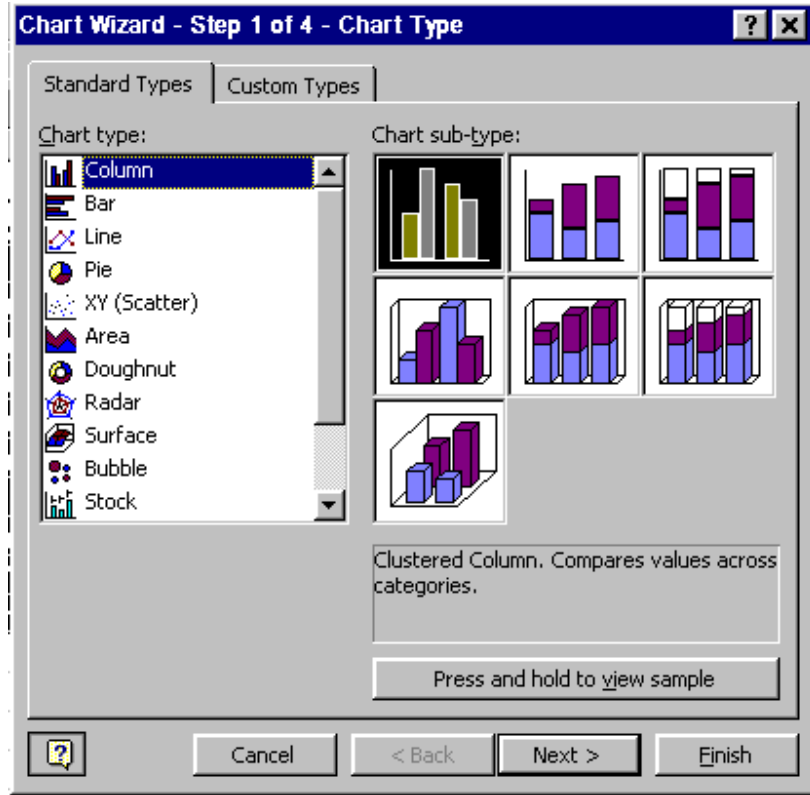 Chart Wizard - Step 1 of 4 - Chart Type
Standard Types
Custom Types
Chart type:
Column
Bar
Line
Pie
XY (Scatter)
Area
Doughnut
Radar
Surface
Bubble
Stock
Chart sub-type:
Clustered Column. Compares values across
categories.
Press and hold to view sample
Cancel
< Back
Next >
Finish